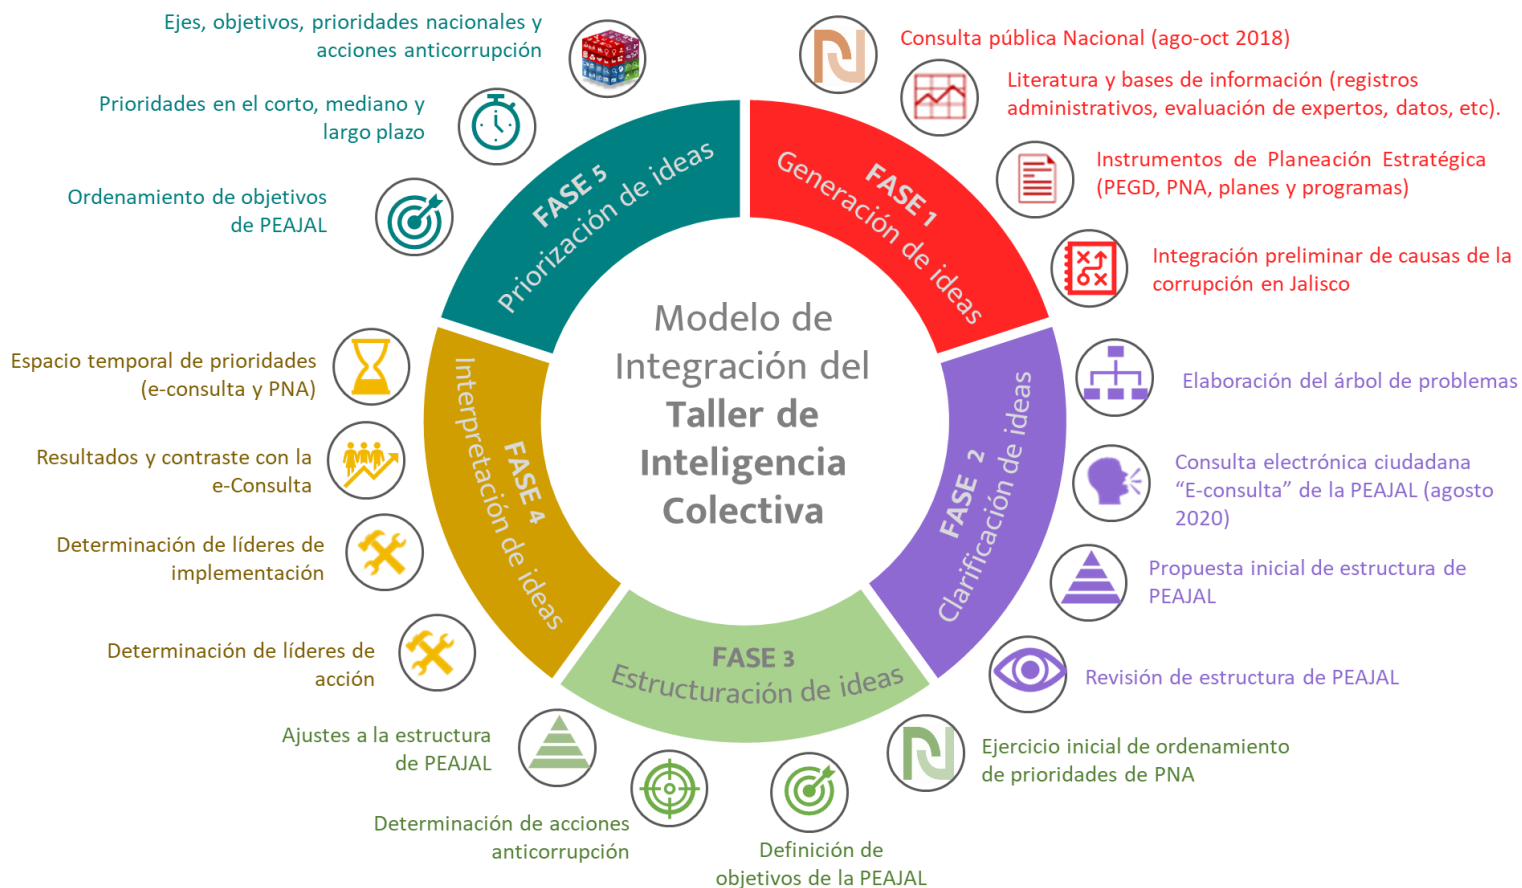 Modelo de
Integración del
Taller de
Inteligencia
Colectiva
FASE 1
Generación de ideas
Consulta pública Nacional (ago-oct 2018)
Literatura y bases de información (registros
administrativos, evaluación de expertos, datos, etc).
Instrumentos de Planeación Estratégica
(PEGD, PNA, planes y programas)
Integración preliminar de causas de la
corrupción en Jalisco
FASE 2
Clarificación de ideas
Elaboración del árbol de problemas
Consulta electrónica ciudadana
“E-consulta” de la PEAJAL (agosto
2020)
Propuesta inicial de estructura de
PEAJAL
Revisión de estructura de PEAJAL
FASE 3
Estructuración de ideas
Ejercicio inicial de ordenamiento
de prioridades de PNA
Definición de
objetivos de la PEAJAL
Determinación de acciones
anticorrupción
Ajustes a la estructura
de PEAJAL
FASE 4
Interpretación de ideas
Determinación de líderes de
acción
Determinación de líderes de
implementación
Resultados y contraste con la
e-Consulta
Espacio temporal de prioridades
(e-consulta y PNA)
FASE 5
Priorización de ideas
Ordenamiento de objetivos
de PEAJAL
Prioridades en el corto, mediano y
largo plazo
Ejes, objetivos, prioridades nacionales y
acciones anticorrupción